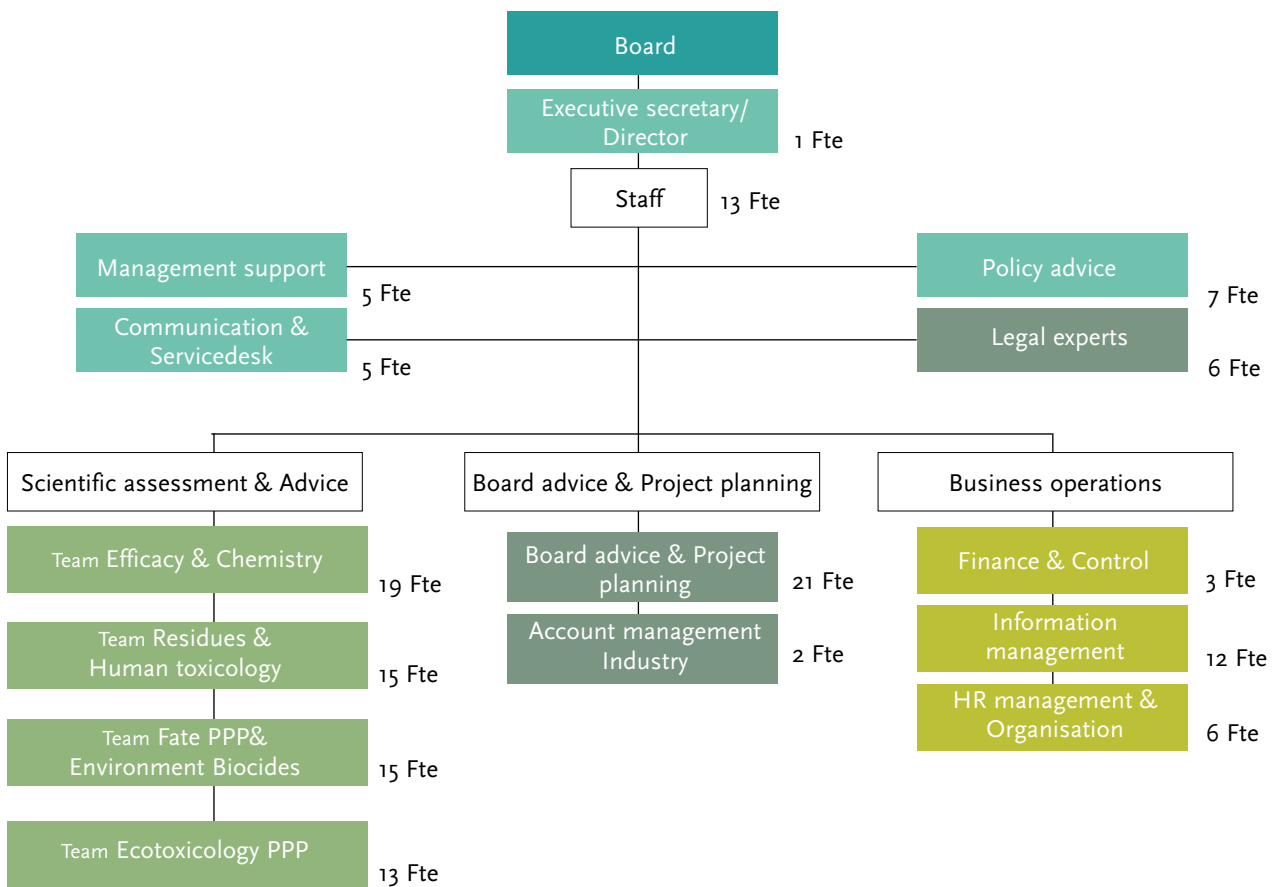 Board
Executive secretary/
Director
1 Fte
Staff
13 Fte
Management support
5 Fte
Policy advice
7 Fte
Communication &
Servicedesk
5 Fte
Legal experts
6 Fte
Scientific assessment & Advice
Team Efficacy & Chemistry
19 Fte
Team Residues &
Human toxicology
15 Fte
Team Fate PPP&
Environment Biocides
15 Fte
Team Ecotoxicology PPP
13 Fte
Board advice & Project planning
Board advice & Project
planning
21 Fte
Account management
Industry
2 Fte
Business operations
Finance & Control
3 Fte
Information
management
12 Fte
HR management &
Organisation
6 Fte